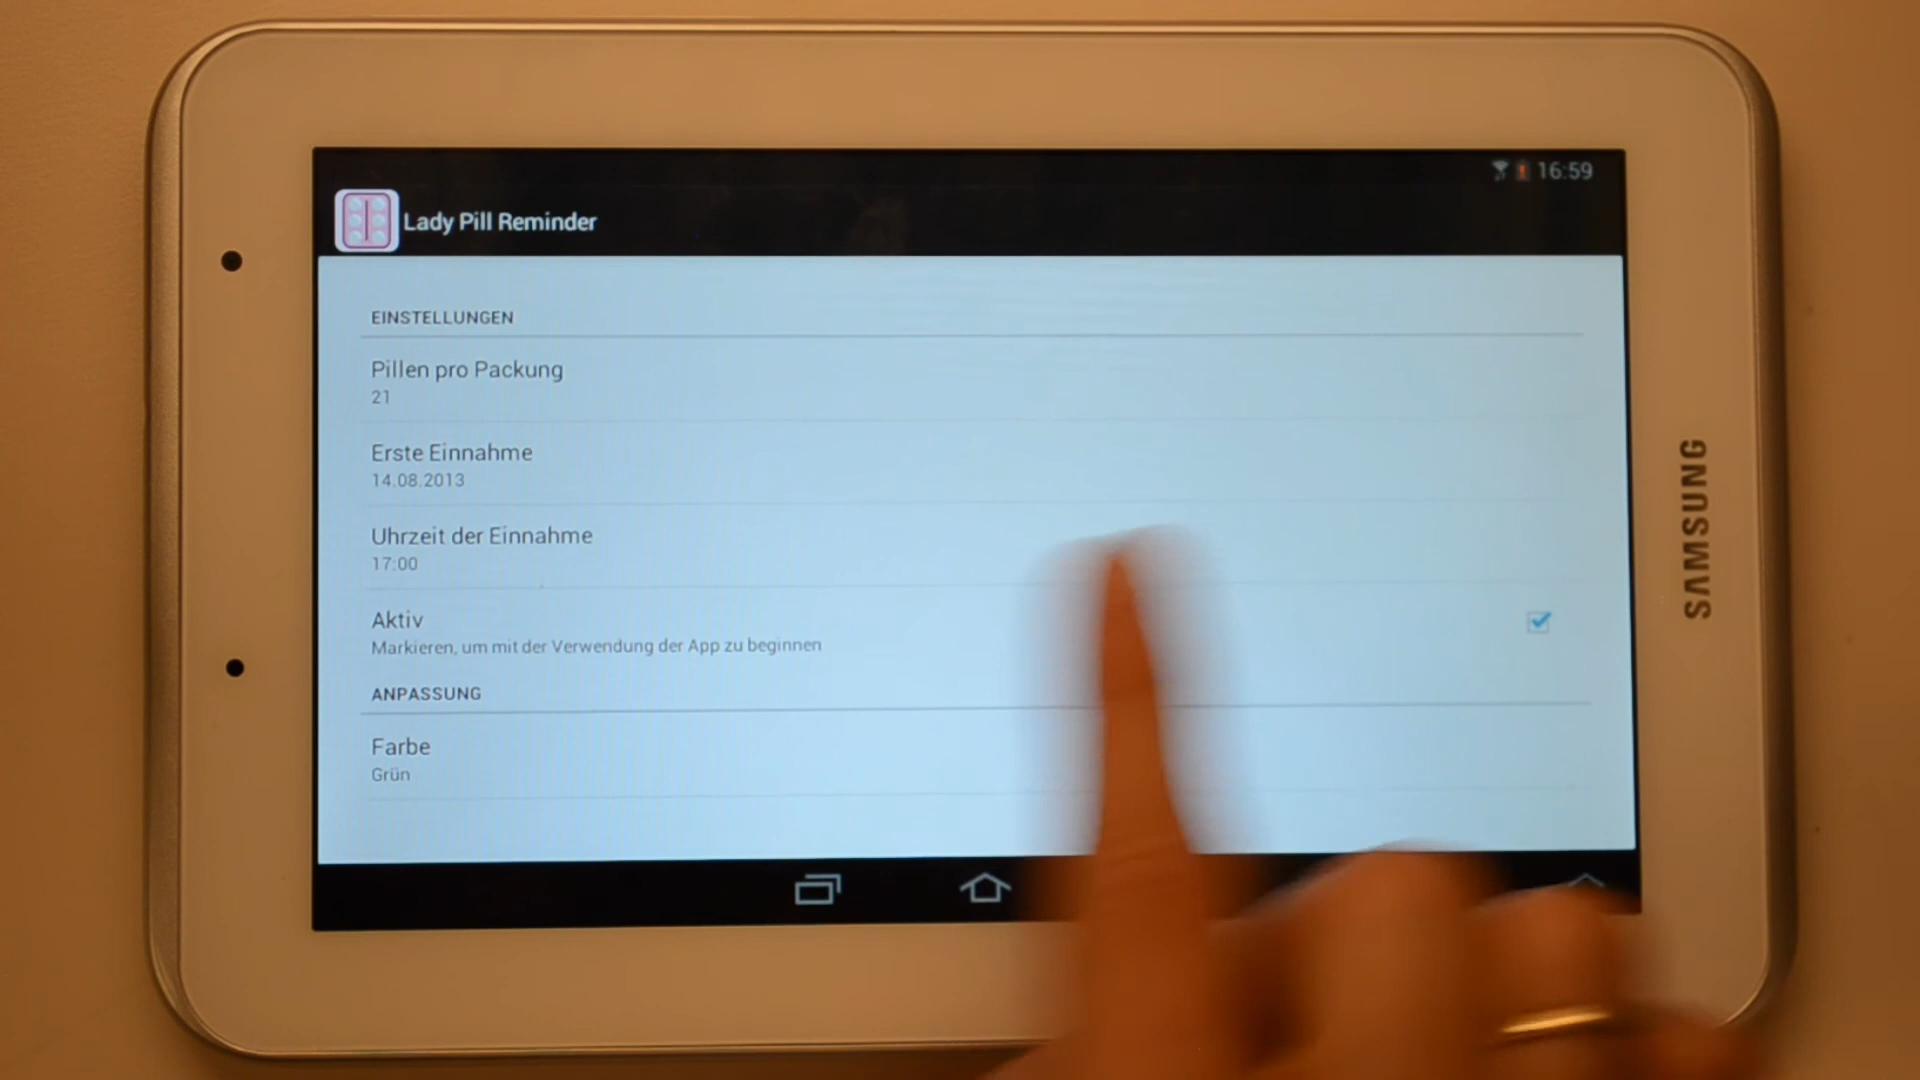 16:59
Lady Pill Reminder
EINSTELLUNGEN
Pillen pro Packung
21
Erste Einnahme
14.08.2013
Uhrzeit der Einnahme
17:00
Aktiv
Markieren, um mit der Verwendung der App zu beginnen
ANPASSUNG
Farbe
Grün
SAMSUNG